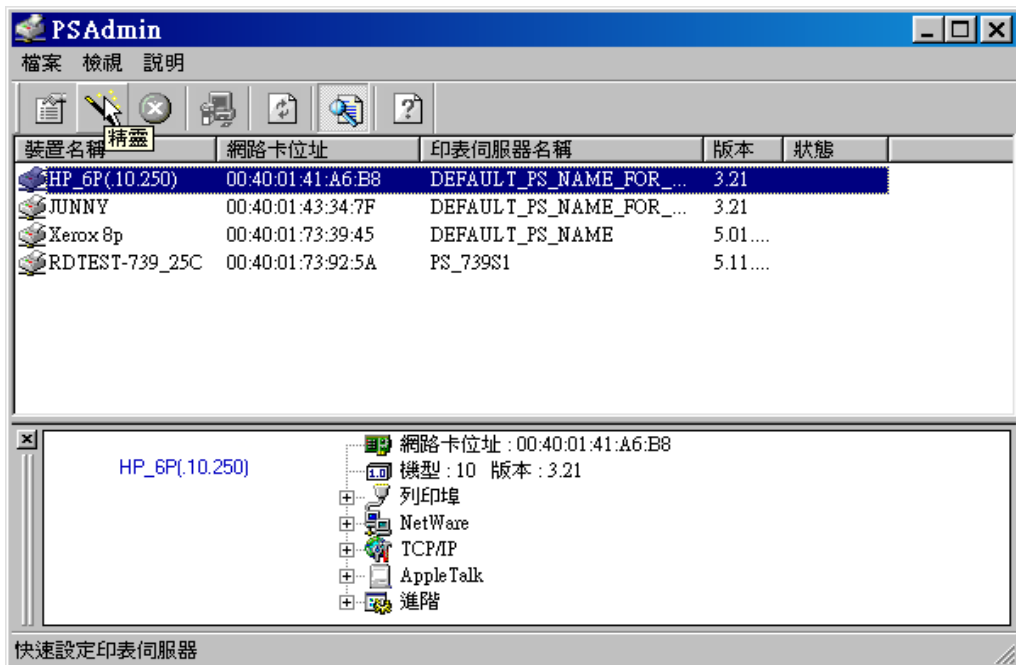 PSAdmin
檔案 檢視 說明
精靈
裝置名稱 網路卡位址 印表伺服器名稱 版本 狀態
HP_6P(.10.250) 00:40:01:41:A6:B8 DEFAULT_PS_NAME_FOR_... 3.21
JUNNY 00:40:01:43:34:7F DEFAULT_PS_NAME_FOR_... 3.21
Xerox 8p 00:40:01:73:39:45 DEFAULT_PS_NAME 5.01....
RDTEST-739_25C 00:40:01:73:92:5A PS_739S1 5.11....
網路卡位址 : 00:40:01:41:A6:B8
HP_6P(.10.250)
1.0 機型 : 10 版本 : 3.21
列印埠
NetWare
TCP/IP
AppleTalk
進階
快速設定印表伺服器